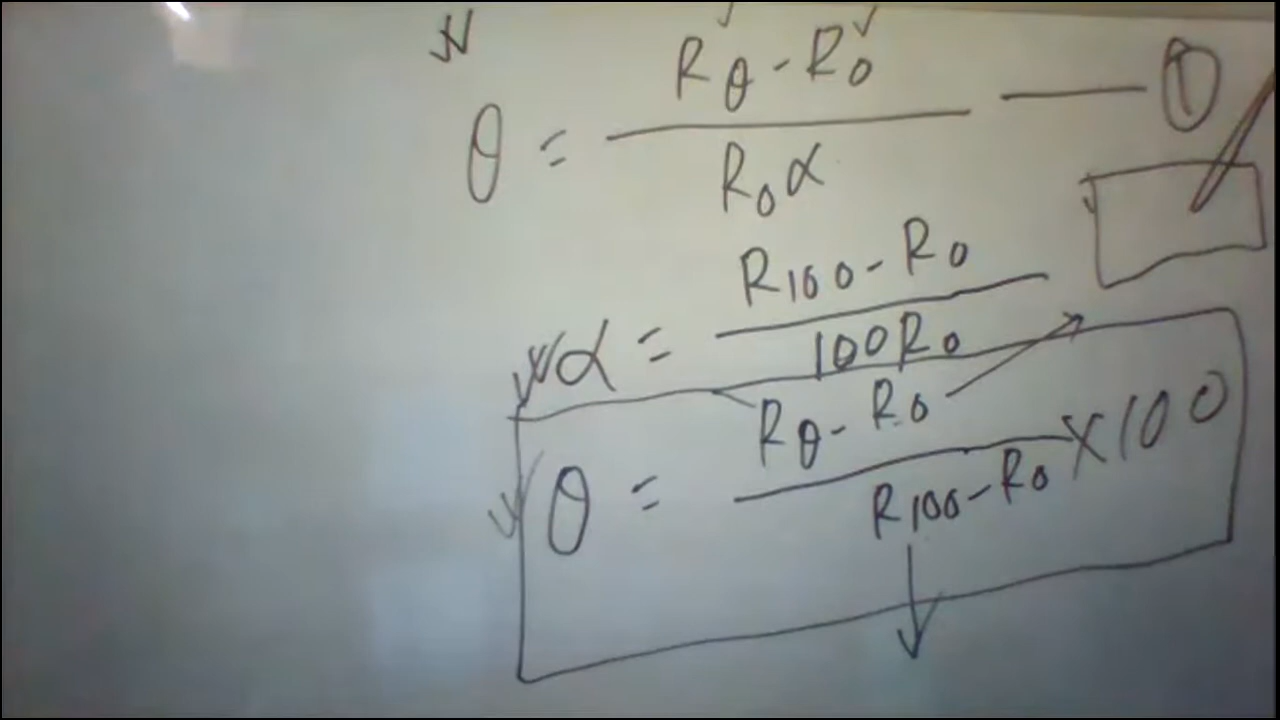 θ = (Rθ - R0) / (R0α) — 1
α = (R100 - R0) / (100R0)
θ = (Rθ - R0) / (R100 - R0) × 100